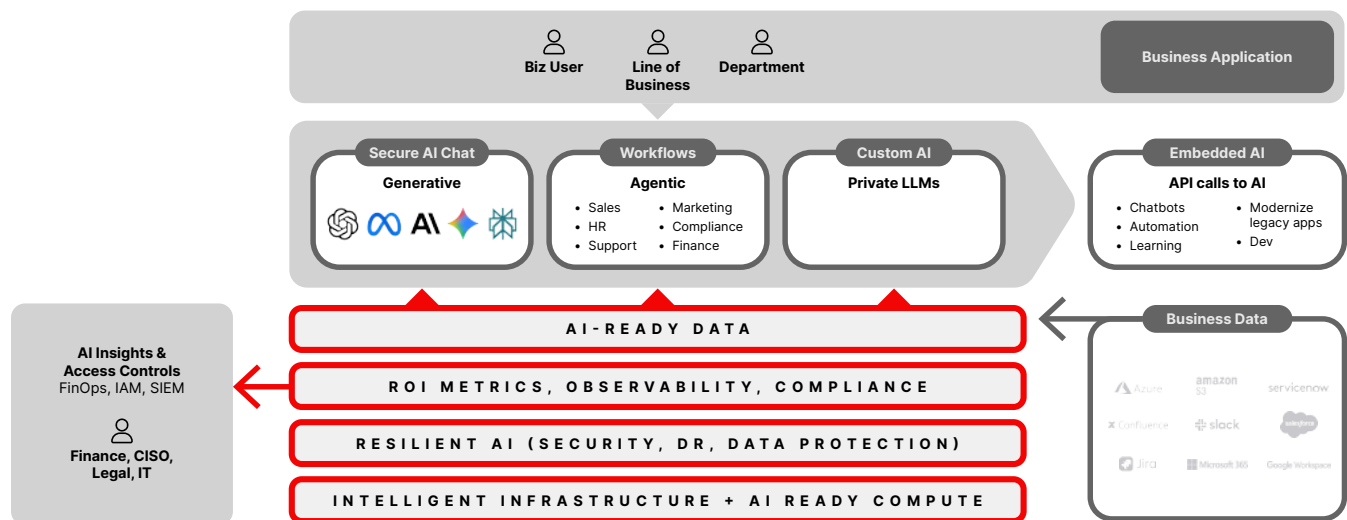 Biz User
Line of
Business
Department
Business Application
Secure AI Chat
Generative
Workflows
Agentic
• Sales
• HR
• Support
• Marketing
• Compliance
• Finance
Custom AI
Private LLMs
Embedded AI
API calls to AI
• Chatbots
• Automation
• Learning
• Modernize
legacy apps
• Dev
AI-READY DATA
ROI METRICS, OBSERVABILITY, COMPLIANCE
RESILIENT AI (SECURITY, DR, DATA PROTECTION)
INTELLIGENT INFRASTRUCTURE + AI READY COMPUTE
AI Insights &
Access Controls
FinOps, IAM, SIEM
Finance, CISO,
Legal, IT
Business Data
Azure
amazon
S3
servicenow
Confluence
slack
salesforce
Jira
Microsoft 365
Google Workspace